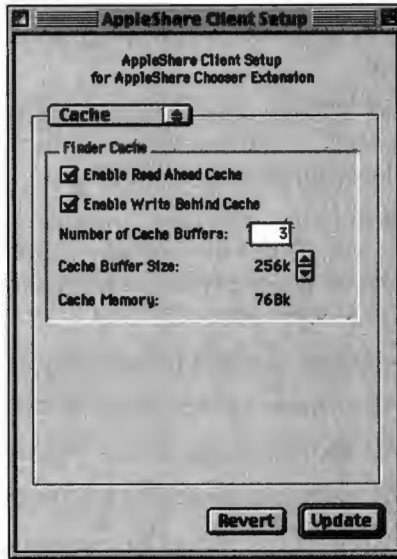 AppleShare Client Setup
AppleShare Client Setup
for AppleShare Chooser Extension
Cache
Finder Cache
Enable Read Ahead Cache
Enable Write Behind Cache
Number of Cache Buffers: 3
Cache Buffer Size: 256k
Cache Memory: 768k
Revert Update